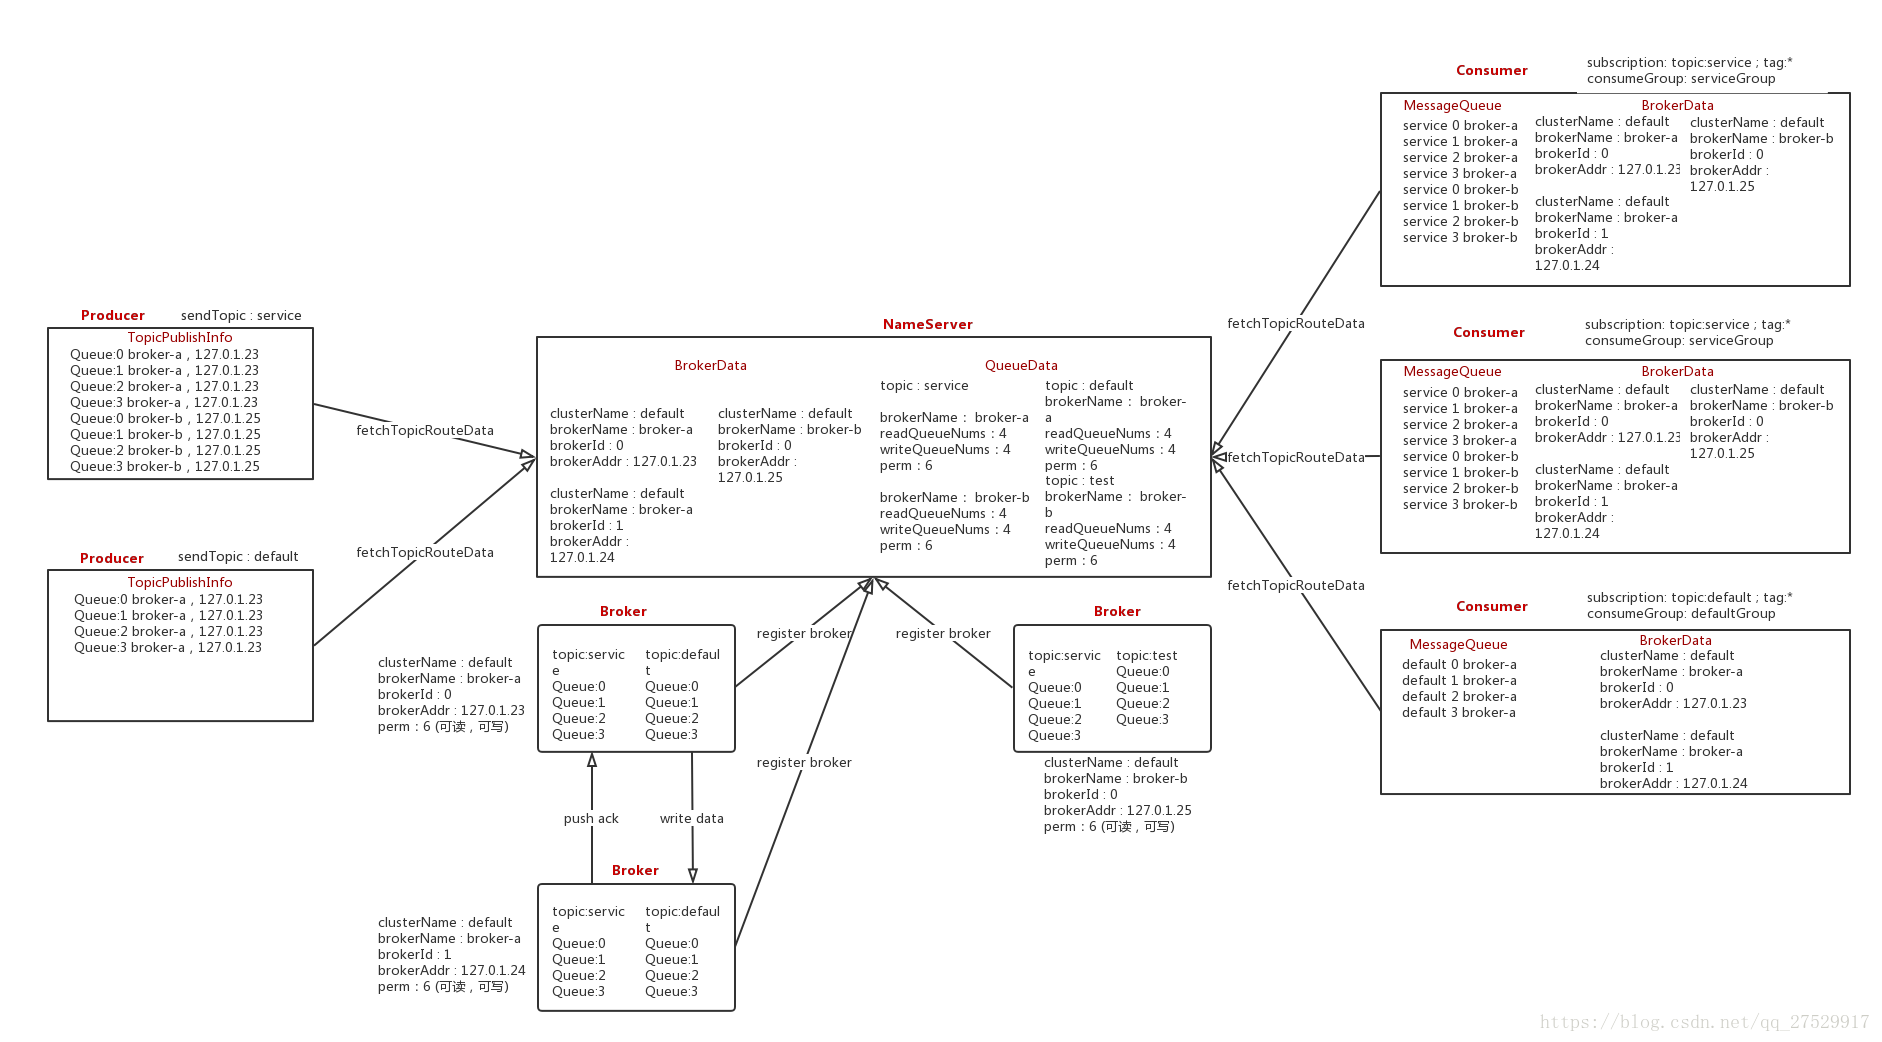 Consumer
subscription: topic:service ; tag:*
consumeGroup: serviceGroup
MessageQueue
service 0 broker-a
service 1 broker-a
service 2 broker-a
service 3 broker-a
service 0 broker-b
service 1 broker-b
service 2 broker-b
service 3 broker-b
BrokerData
clusterName : default
brokerName : broker-a
brokerId : 0
brokerAddr : 127.0.1.23
clusterName : default
brokerName : broker-a
brokerId : 1
brokerAddr :
127.0.1.24
clusterName : default
brokerName : broker-b
brokerId : 0
brokerAddr :
127.0.1.25
Producer
sendTopic : service
TopicPublishInfo
Queue:0 broker-a , 127.0.1.23
Queue:1 broker-a , 127.0.1.23
Queue:2 broker-a , 127.0.1.23
Queue:3 broker-a , 127.0.1.23
Queue:0 broker-b , 127.0.1.25
Queue:1 broker-b , 127.0.1.25
Queue:2 broker-b , 127.0.1.25
Queue:3 broker-b , 127.0.1.25
fetchTopicRouteData
Producer
sendTopic : default
TopicPublishInfo
Queue:0 broker-a , 127.0.1.23
Queue:1 broker-a , 127.0.1.23
Queue:2 broker-a , 127.0.1.23
Queue:3 broker-a , 127.0.1.23
fetchTopicRouteData
NameServer
BrokerData
clusterName : default
brokerName : broker-a
brokerId : 0
brokerAddr : 127.0.1.23
clusterName : default
brokerName : broker-a
brokerId : 1
brokerAddr :
127.0.1.24
clusterName : default
brokerName : broker-b
brokerId : 0
brokerAddr :
127.0.1.25
QueueData
topic : service
brokerName： broker-a
readQueueNums：4
writeQueueNums：4
perm：6
brokerName： broker-b
readQueueNums：4
writeQueueNums：4
perm：6
topic : default
brokerName： broker-
a
readQueueNums：4
writeQueueNums：4
perm：6
topic : test
brokerName： broker-
b
readQueueNums：4
writeQueueNums：4
perm：6
fetchTopicRouteData
fetchTopicRouteData
fetchTopicRouteData
Consumer
subscription: topic:service ; tag:*
consumeGroup: serviceGroup
MessageQueue
service 0 broker-a
service 1 broker-a
service 2 broker-a
service 3 broker-a
service 0 broker-b
service 1 broker-b
service 2 broker-b
service 3 broker-b
BrokerData
clusterName : default
brokerName : broker-a
brokerId : 0
brokerAddr : 127.0.1.23
clusterName : default
brokerName : broker-a
brokerId : 1
brokerAddr :
127.0.1.24
clusterName : default
brokerName : broker-b
brokerId : 0
brokerAddr :
127.0.1.25
Consumer
subscription: topic:default ; tag:*
consumeGroup: defaultGroup
MessageQueue
default 0 broker-a
default 1 broker-a
default 2 broker-a
default 3 broker-a
BrokerData
clusterName : default
brokerName : broker-a
brokerId : 0
brokerAddr : 127.0.1.23
clusterName : default
brokerName : broker-a
brokerId : 1
brokerAddr : 127.0.1.24
Broker
clusterName : default
brokerName : broker-a
brokerId : 0
brokerAddr : 127.0.1.23
perm：6 (可读 , 可写)
topic:servic
e
Queue:0
Queue:1
Queue:2
Queue:3
topic:defaul
t
Queue:0
Queue:1
Queue:2
Queue:3
register broker
register broker
register broker
Broker
topic:servic
e
Queue:0
Queue:1
Queue:2
Queue:3
topic:test
Queue:0
Queue:1
Queue:2
Queue:3
clusterName : default
brokerName : broker-b
brokerId : 0
brokerAddr : 127.0.1.25
perm：6 (可读 , 可写)
push ack
write data
Broker
clusterName : default
brokerName : broker-a
brokerId : 1
brokerAddr : 127.0.1.24
perm：6 (可读 , 可写)
topic:servic
e
Queue:0
Queue:1
Queue:2
Queue:3
topic:defaul
t
Queue:0
Queue:1
Queue:2
Queue:3
https://blog.csdn.net/qq_27529917